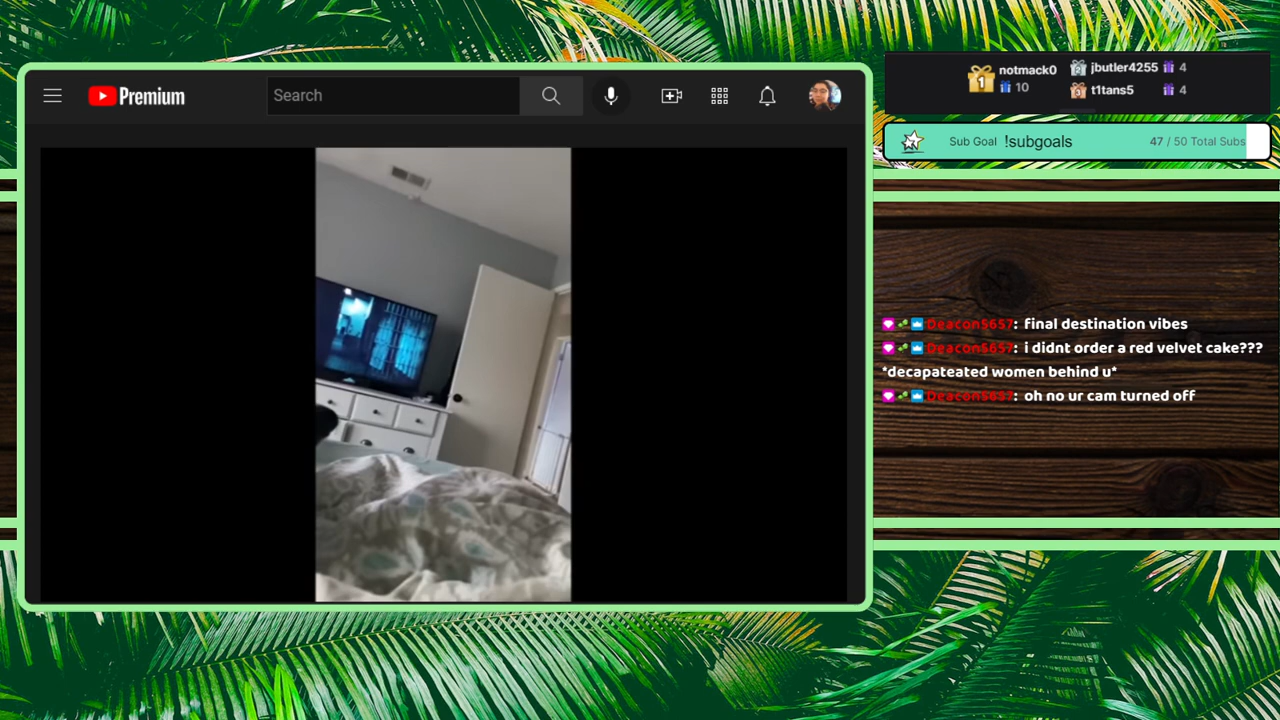 Premium
Search
notmack0
10
jbutler4255 4
t1tans5 4
Sub Goal !subgoals 47 / 50 Total Subs
Deacon5657: final destination vibes
Deacon5657: i didnt order a red velvet cake???
*decapateated women behind u*
Deacon5657: oh no ur cam turned off